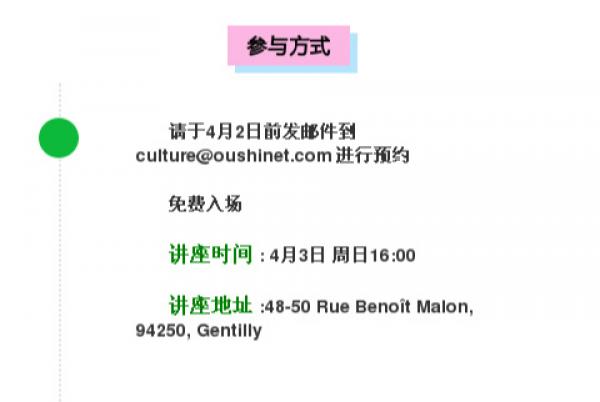 参与方式
请于4月2日前发邮件到
culture@oushinet.com 进行预约
免费入场
讲座时间 : 4月3日 周日16:00
讲座地址 :48-50 Rue Benoît Malon,
94250, Gentilly